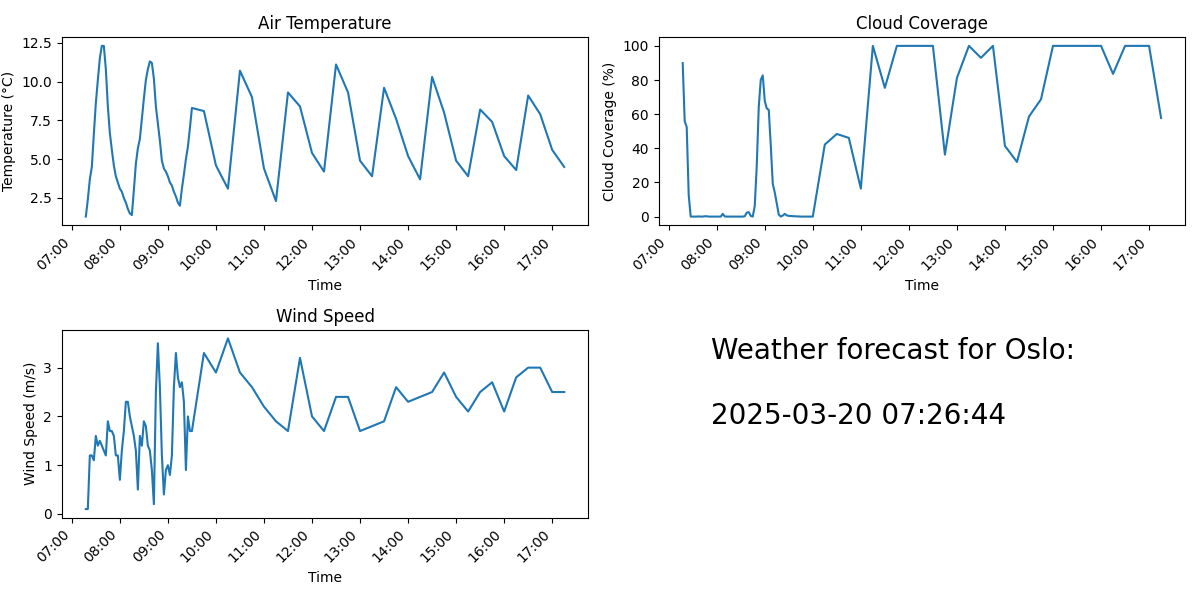 Air Temperature
Temperature (°C)
12.5
10.0
7.5
5.0
2.5
07:00 08:00 09:00 10:00 11:00 12:00 13:00 14:00 15:00 16:00 17:00
Time
Cloud Coverage
Cloud Coverage (%)
100
80
60
40
20
0
07:00 08:00 09:00 10:00 11:00 12:00 13:00 14:00 15:00 16:00 17:00
Time
Wind Speed
Wind Speed (m/s)
3
2
1
0
07:00 08:00 09:00 10:00 11:00 12:00 13:00 14:00 15:00 16:00 17:00
Time
Weather forecast for Oslo:
2025-03-20 07:26:44